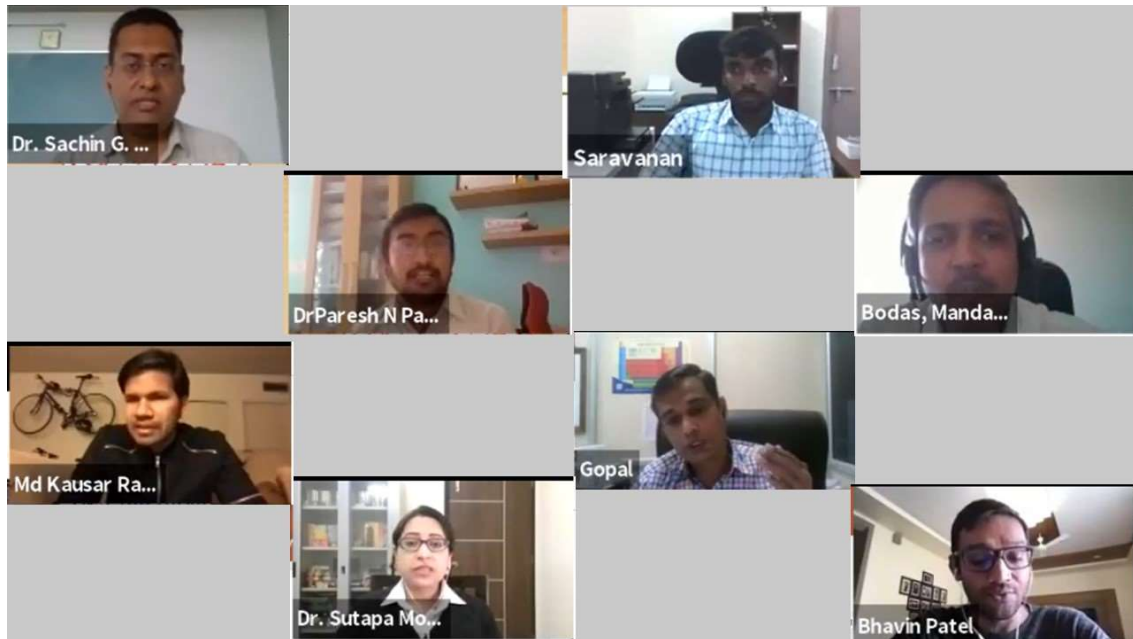 Dr. Sachin G. ...
Saravanan
DrParesh N Pa...
Bodas, Manda...
Md Kausar Ra...
Gopal
Dr. Sutapa Mo...
Bhavin Patel